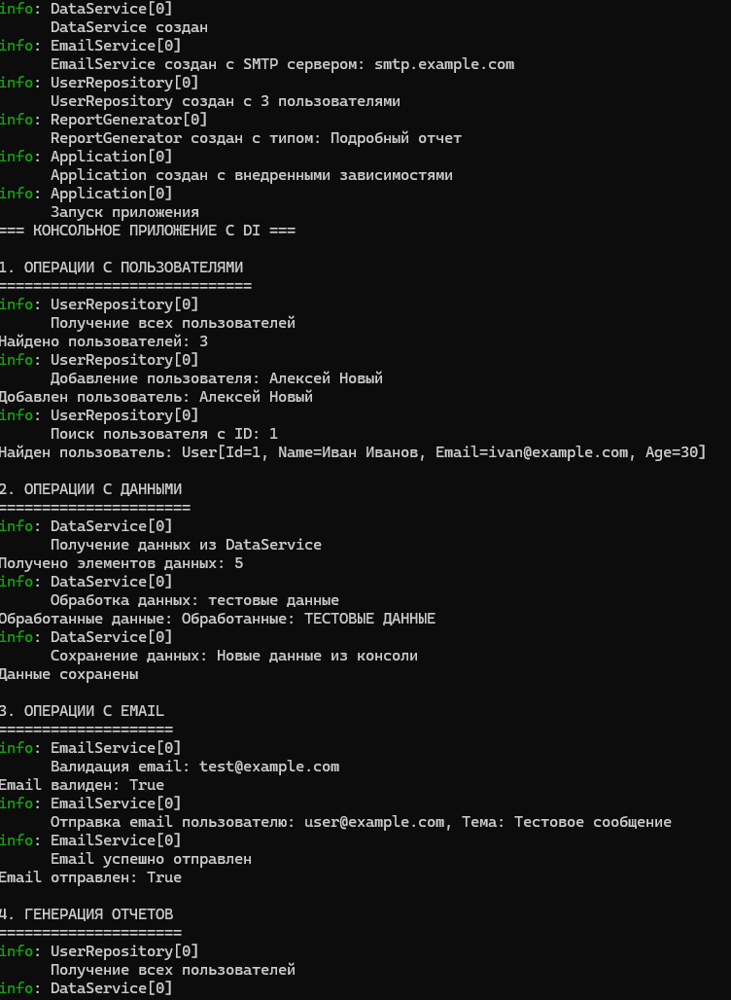 info: DataService[0]
      DataService создан
info: EmailService[0]
      EmailService создан с SMTP сервером: smtp.example.com
info: UserRepository[0]
      UserRepository создан с 3 пользователями
info: ReportGenerator[0]
      ReportGenerator создан с типом: Подробный отчет
info: Application[0]
      Application создан с внедренными зависимостями
info: Application[0]
      Запуск приложения
=== КОНСОЛЬНОЕ ПРИЛОЖЕНИЕ С DI ===

1. ОПЕРАЦИИ С ПОЛЬЗОВАТЕЛЯМИ
=============================
info: UserRepository[0]
      Получение всех пользователей
Найдено пользователей: 3
info: UserRepository[0]
      Добавление пользователя: Алексей Новый
Добавлен пользователь: Алексей Новый
info: UserRepository[0]
      Поиск пользователя с ID: 1
Найден пользователь: User[Id=1, Name=Иван Иванов, Email=ivan@example.com, Age=30]

2. ОПЕРАЦИИ С ДАННЫМИ
======================
info: DataService[0]
      Получение данных из DataService
Получено элементов данных: 5
info: DataService[0]
      Обработка данных: тестовые данные
Обработанные данные: Обработанные: ТЕСТОВЫЕ ДАННЫЕ
info: DataService[0]
      Сохранение данных: Новые данные из консоли
Данные сохранены

3. ОПЕРАЦИИ С EMAIL
====================
info: EmailService[0]
      Валидация email: test@example.com
Email валиден: True
info: EmailService[0]
      Отправка email пользователю: user@example.com, Тема: Тестовое сообщение
info: EmailService[0]
      Email успешно отправлен
Email отправлен: True

4. ГЕНЕРАЦИЯ ОТЧЕТОВ
=====================
info: UserRepository[0]
      Получение всех пользователей
info: DataService[0]